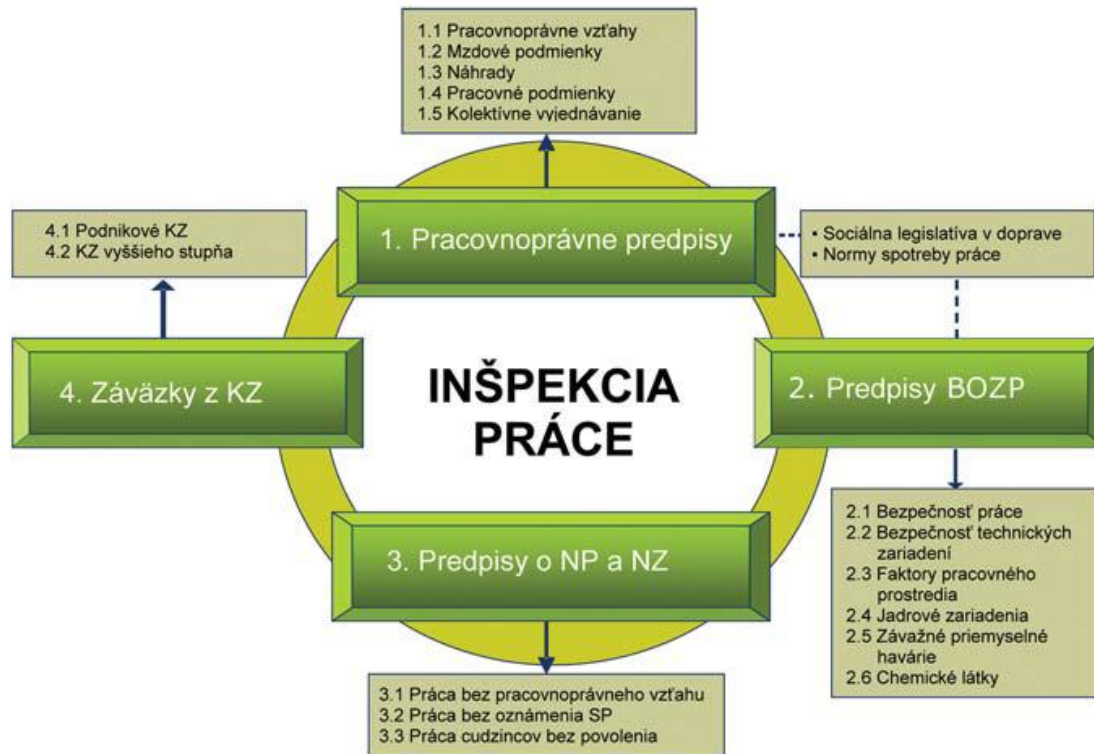 1.1 Pracovnoprávne vzťahy
1.2 Mzdové podmienky
1.3 Náhrady
1.4 Pracovné podmienky
1.5 Kolektívne vyjednávanie
1. Pracovnoprávne predpisy
• Sociálna legislatíva v doprave
• Normy spotreby práce
4.1 Podnikové KZ
4.2 KZ vyššieho stupňa
4. Záväzky z KZ
INŠPEKCIA
PRÁCE
2. Predpisy BOZP
2.1 Bezpečnosť práce
2.2 Bezpečnosť technických
zariadení
2.3 Faktory pracovného
prostredia
2.4 Jadrové zariadenia
2.5 Závažné priemyselné
havárie
2.6 Chemické látky
3. Predpisy o NP a NZ
3.1 Práca bez pracovnoprávneho vzťahu
3.2 Práca bez oznámenia SP
3.3 Práca cudzincov bez povolenia